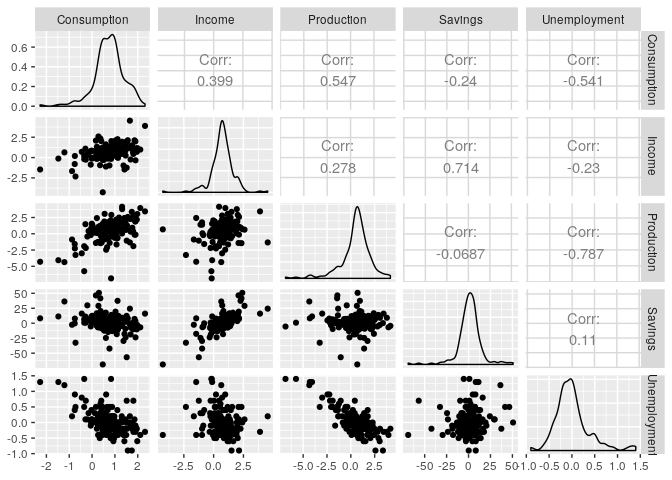 Consumption Income Production Savings Unemployment
0.6
0.4
0.2
0.0
Corr:
0.399
Corr:
0.547
Corr:
-0.24
Corr:
-0.541
Consumption
2.5
0.0
-2.5
Corr:
0.278
Corr:
0.714
Corr:
-0.23
Income
2.5
0.0
-2.5
-5.0
Corr:
-0.0687
Corr:
-0.787
Production
50
25
0
-25
-50
Corr:
0.11
Savings
1.5
1.0
0.5
0.0
-0.5
-1.0
Unemployment
-2 -1 0 1 2 -2.5 0.0 2.5 -5.0 -2.5 0.0 2.5 -50 -25 0 25 50 -1.0 -0.5 0.0 0.5 1.0 1.5